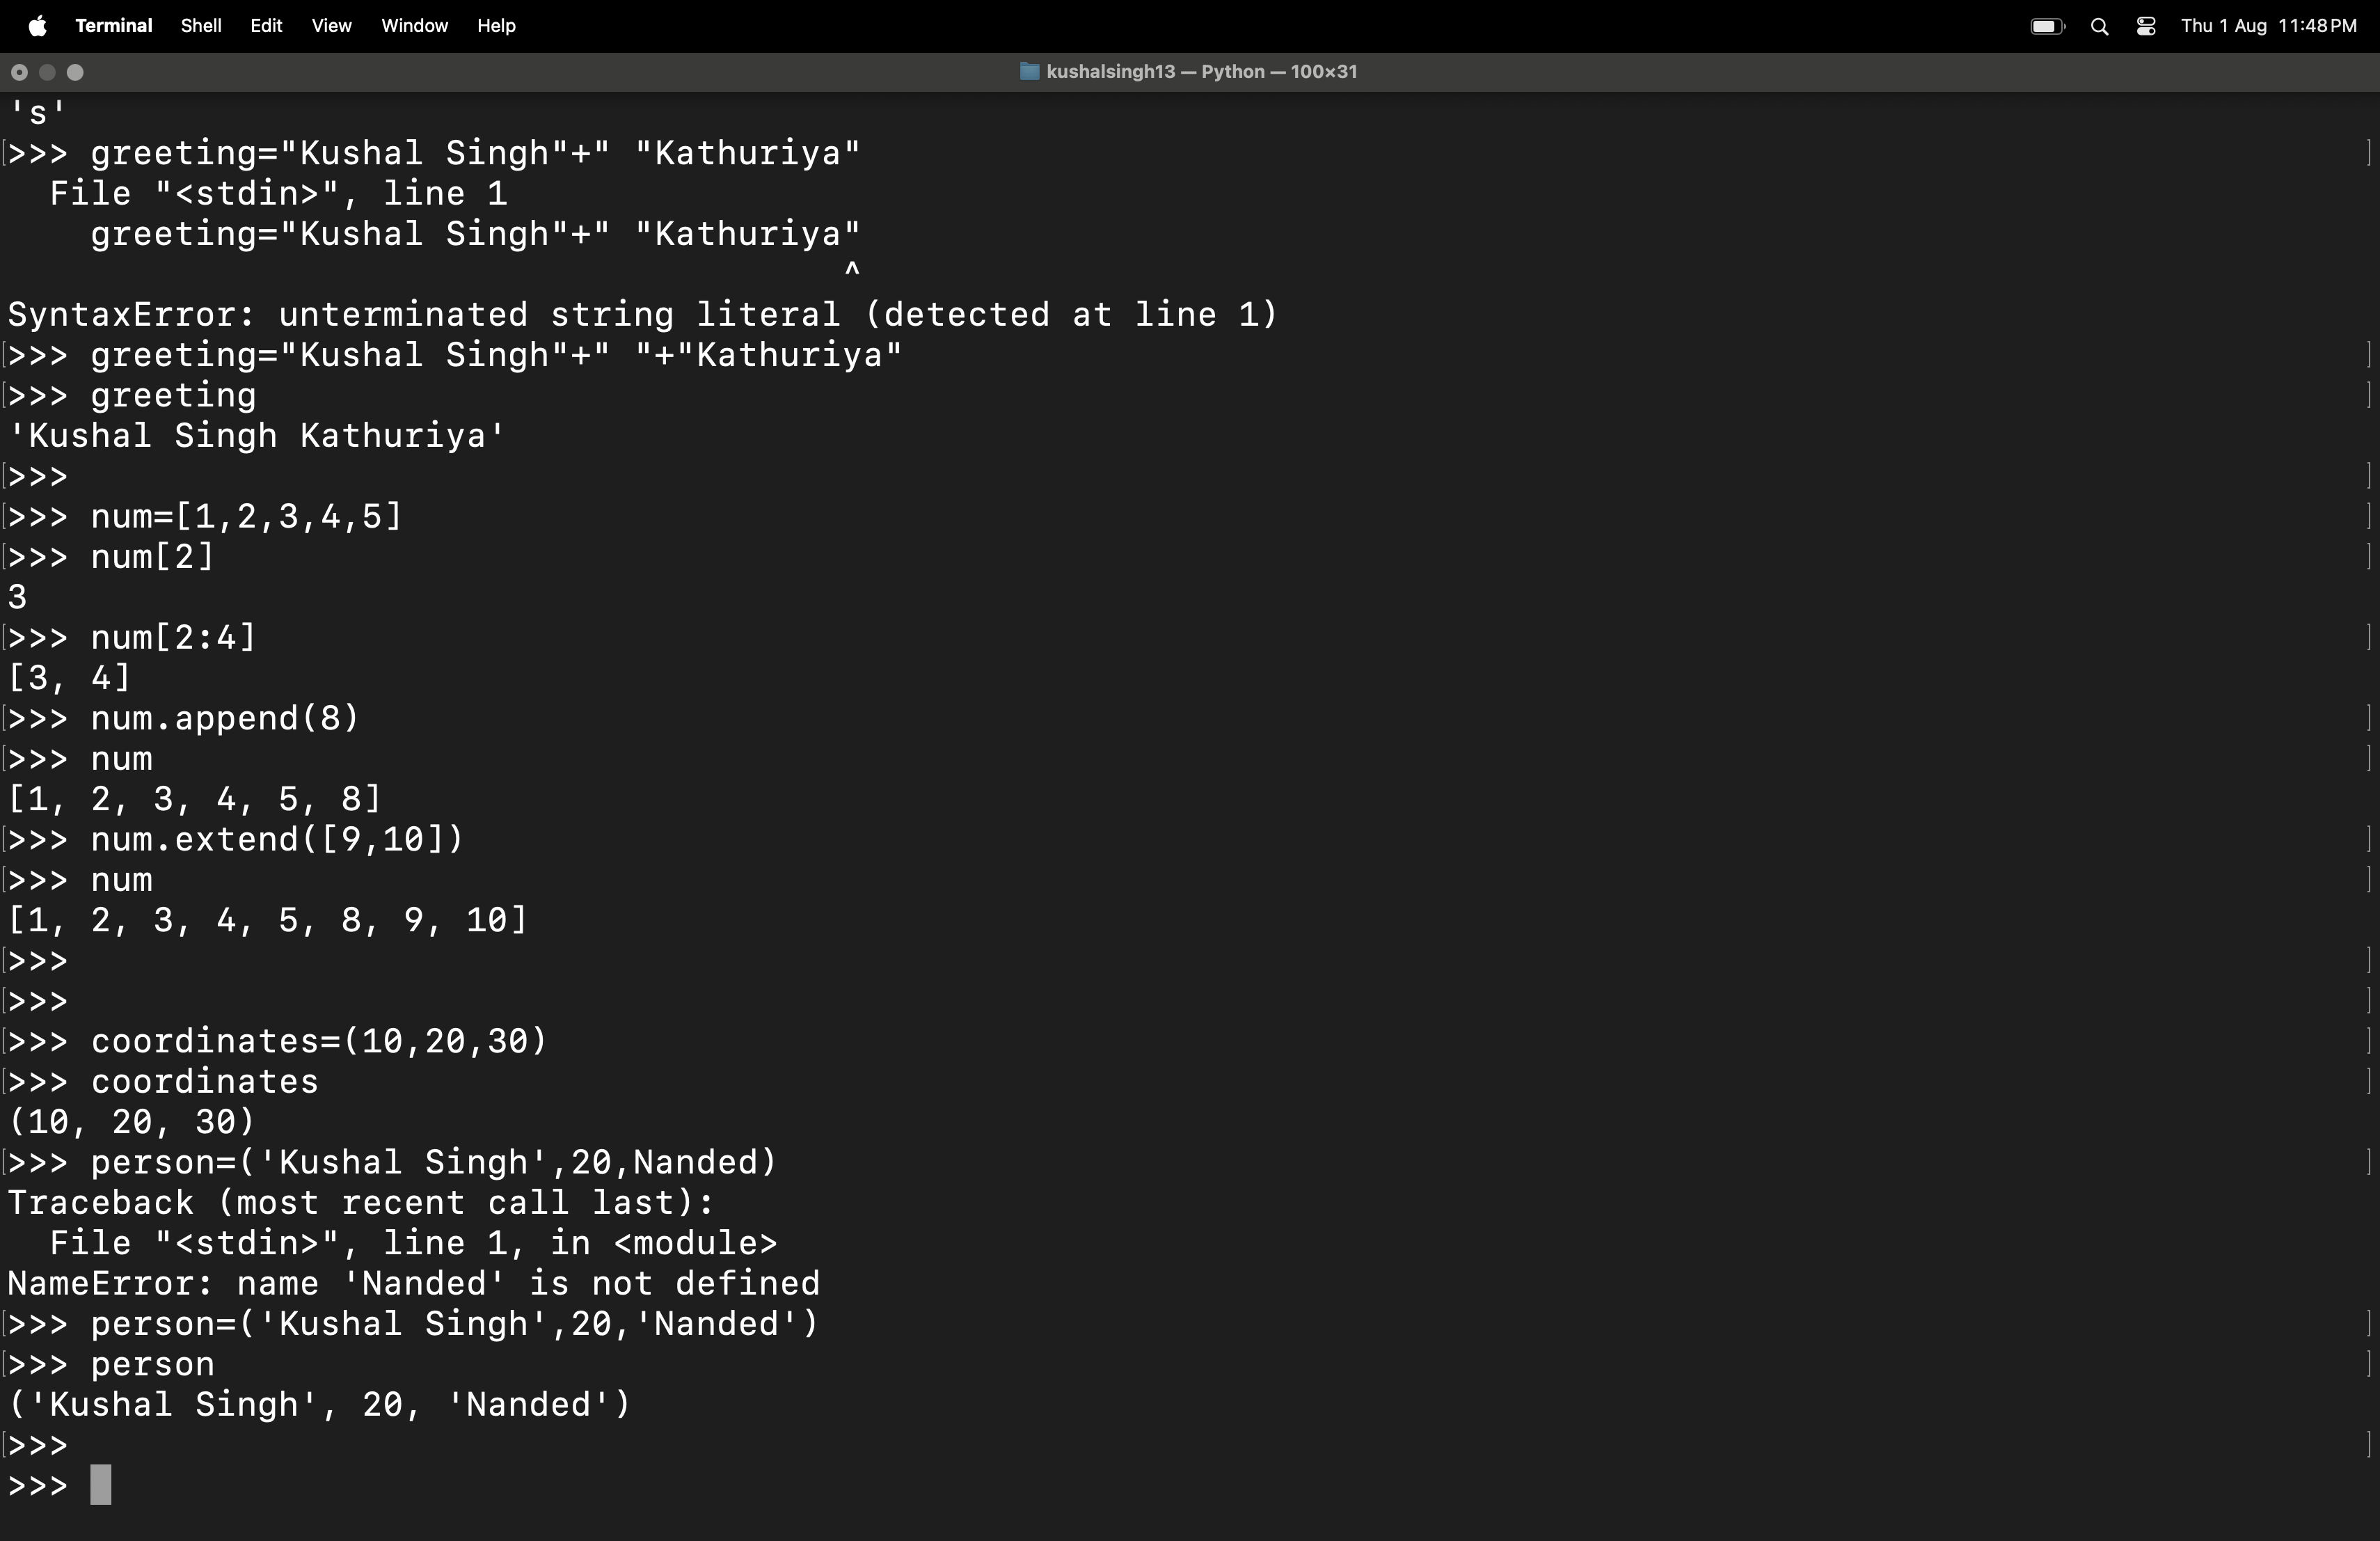 Terminal Shell Edit View Window Help Thu 1 Aug 11:48 PM
kushalsingh13 — Python — 100×31
's'
>>> greeting="Kushal Singh"+" "Kathuriya"
  File "<stdin>", line 1
    greeting="Kushal Singh"+" "Kathuriya"
                                        ^
SyntaxError: unterminated string literal (detected at line 1)
>>> greeting="Kushal Singh"+" "+"Kathuriya"
>>> greeting
'Kushal Singh Kathuriya'
>>>
>>> num=[1,2,3,4,5]
>>> num[2]
3
>>> num[2:4]
[3, 4]
>>> num.append(8)
>>> num
[1, 2, 3, 4, 5, 8]
>>> num.extend([9,10])
>>> num
[1, 2, 3, 4, 5, 8, 9, 10]
>>>
>>>
>>> coordinates=(10,20,30)
>>> coordinates
(10, 20, 30)
>>> person=('Kushal Singh',20,Nanded)
Traceback (most recent call last):
  File "<stdin>", line 1, in <module>
NameError: name 'Nanded' is not defined
>>> person=('Kushal Singh',20,'Nanded')
>>> person
('Kushal Singh', 20, 'Nanded')
>>>
>>>